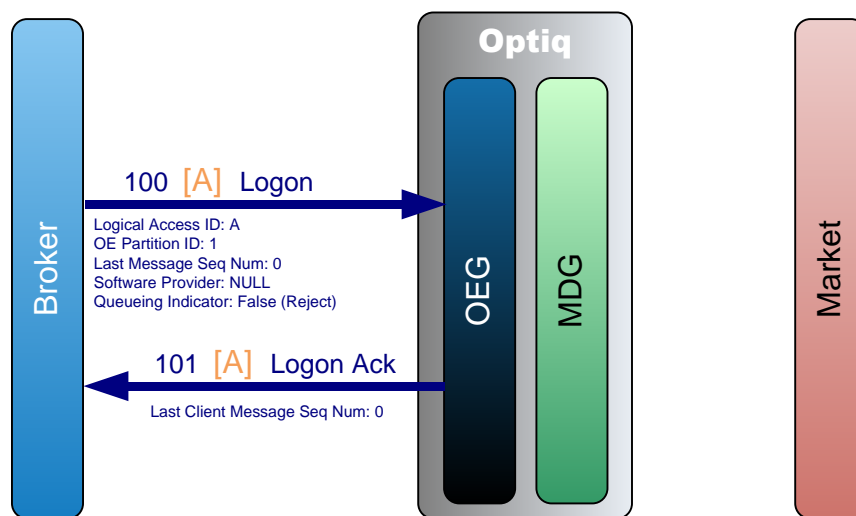 Optiq
Broker
100 [A] Logon
Logical Access ID: A
OE Partition ID: 1
Last Message Seq Num: 0
Software Provider: NULL
Queueing Indicator: False (Reject)
101 [A] Logon Ack
Last Client Message Seq Num: 0
OEG
MDG
Market